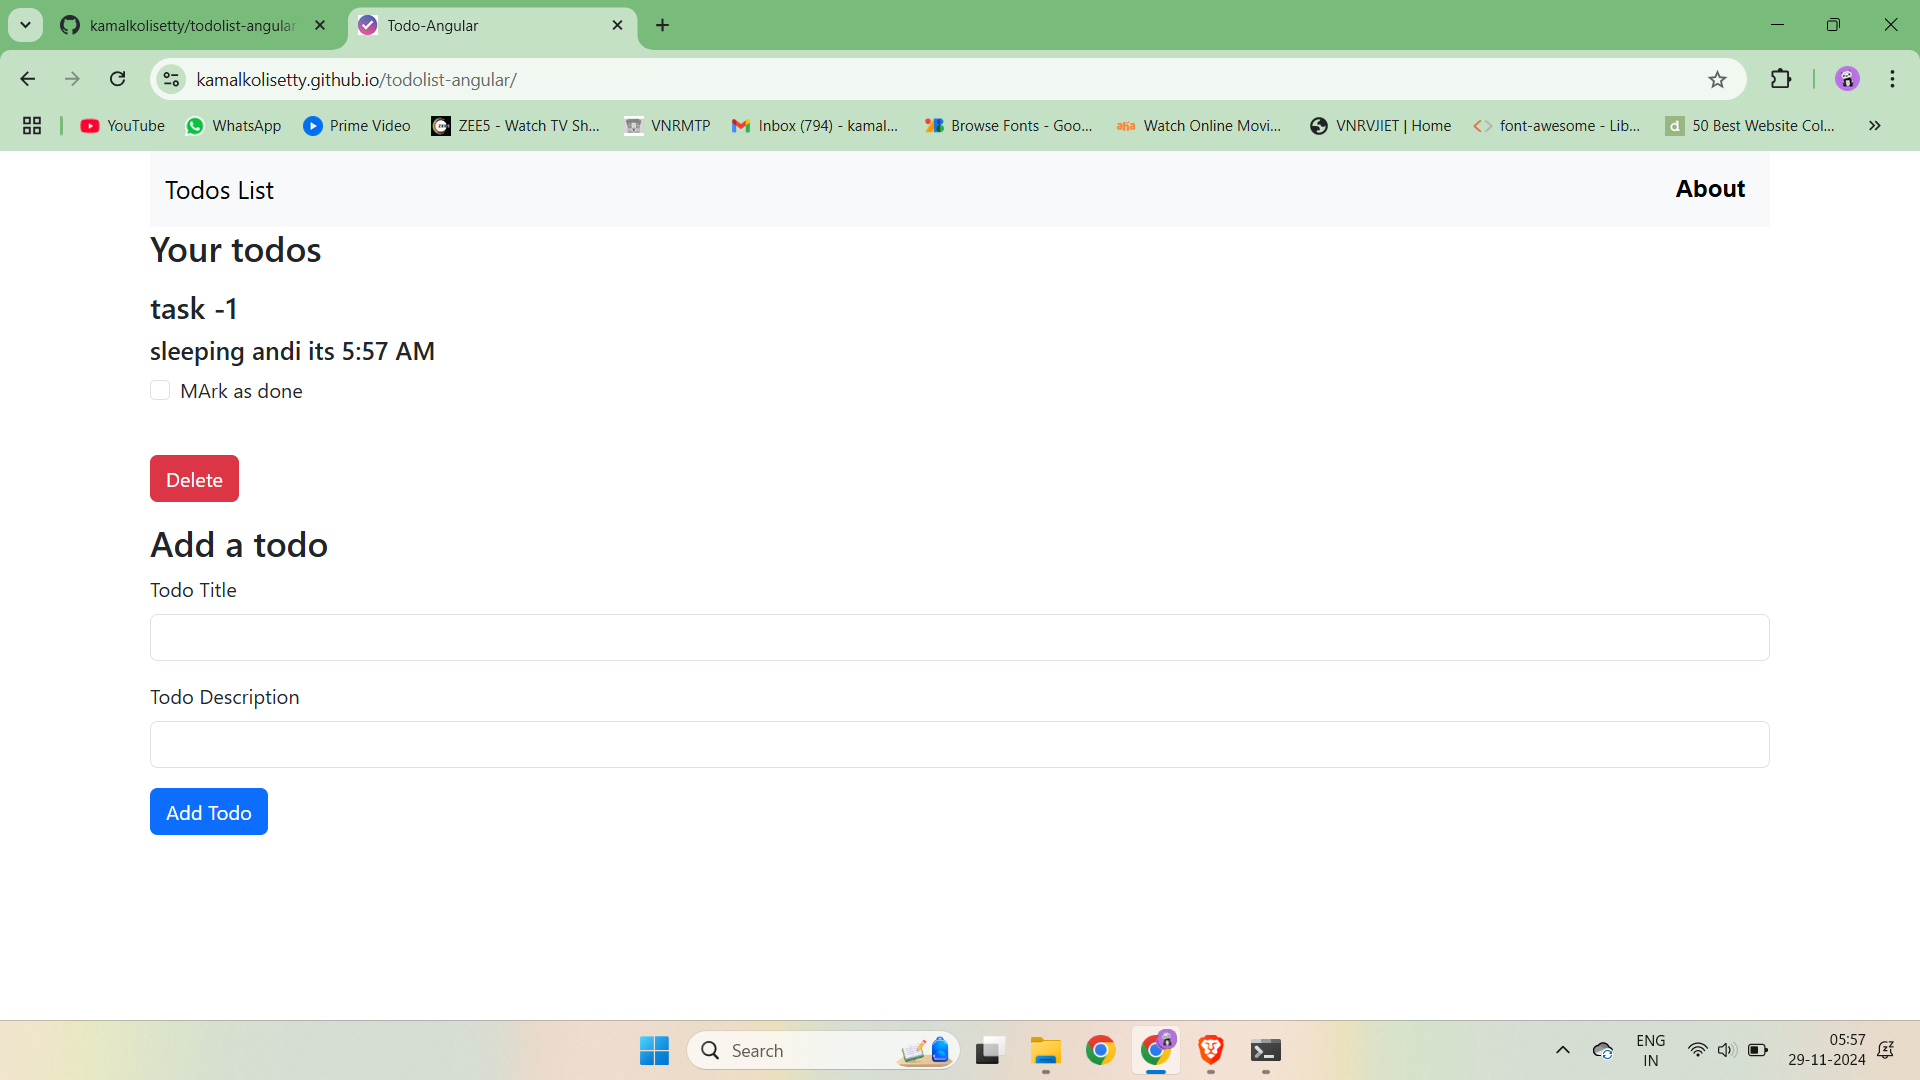 kamalkolisetty/todolist-angular
Todo-Angular
kamalkolisetty.github.io/todolist-angular/
YouTube
WhatsApp
Prime Video
ZEE5 - Watch TV Sh...
VNRMTP
Inbox (794) - kamal...
Browse Fonts - Goo...
aha
Watch Online Movi...
VNRVJIET | Home
font-awesome - Lib...
d
50 Best Website Col...
Todos List
About
Your todos
task -1
sleeping andi its 5:57 AM
MArk as done
Delete
Add a todo
Todo Title
Todo Description
Add Todo
Search
ENG
IN
05:57
29-11-2024